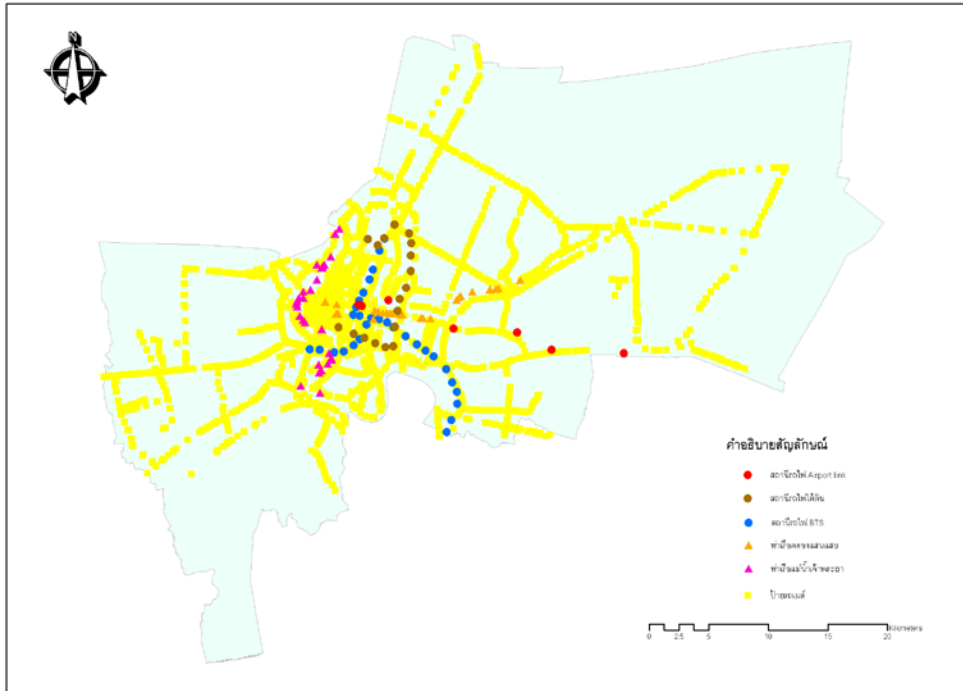 N
คำอธิบายสัญลักษณ์
สถานีรถไฟ Airport link
สถานีรถไฟใต้ดิน
สถานีรถไฟ BTS
ท่าเรือคลองแสนแสบ
ท่าเรือแม่น้ำเจ้าพระยา
ป้ายรถเมล์
Kilometers
0 2.5 5 10 15 20